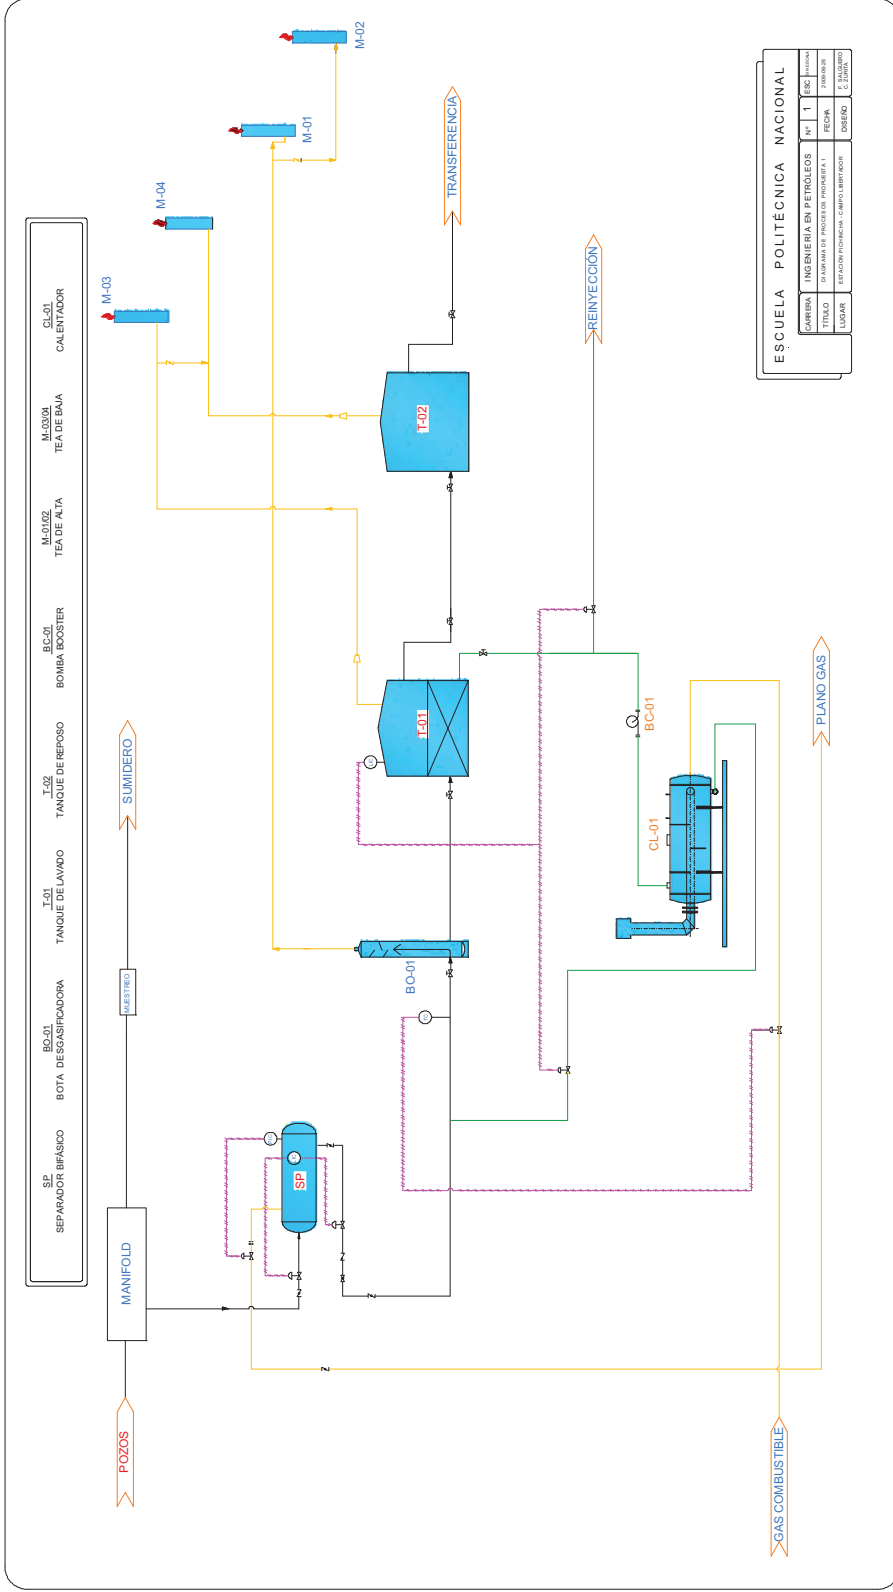 SP
SEPARADOR BIFÁSICO
BO-01
BOTA DESGASIFICADORA
T-01
TANQUE DE LAVADO
T-02
TANQUE DE REPOSO
BC-01
BOMBA BOOSTER
M-01/02
TEA DE ALTA
M-03/04
TEA DE BAJA
CL-01
CALENTADOR
POZOS
MANIFOLD
MUESTREO
SUMIDERO
M-03
M-04
M-01
M-02
SP
BO-01
T-01
T-02
TRANSFERENCIA
REINYECCIÓN
BC-01
CL-01
PLANO GAS
GAS COMBUSTIBLE
TC
ESCUELA POLITÉCNICA NACIONAL
CARRERA
INGENIERÍA EN PETRÓLEOS
Nº
1
ESC
TÍTULO
DIAGRAMA DE PROCESOS PROPUESTA 1
FECHA
LUGAR
ESTACIÓN PICHINCHA - CAMPO LIBERTADOR
DISEÑO
F. SALGUERO
C. ZURITA